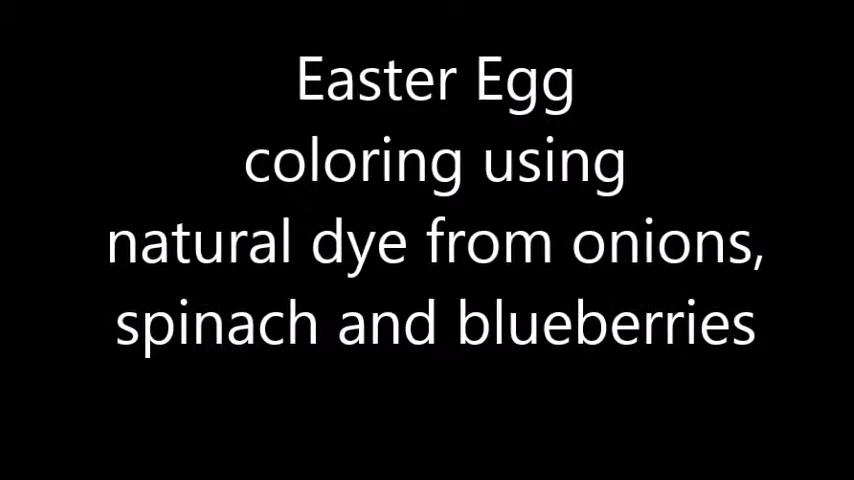 Easter Egg
coloring using
natural dye from onions,
spinach and blueberries